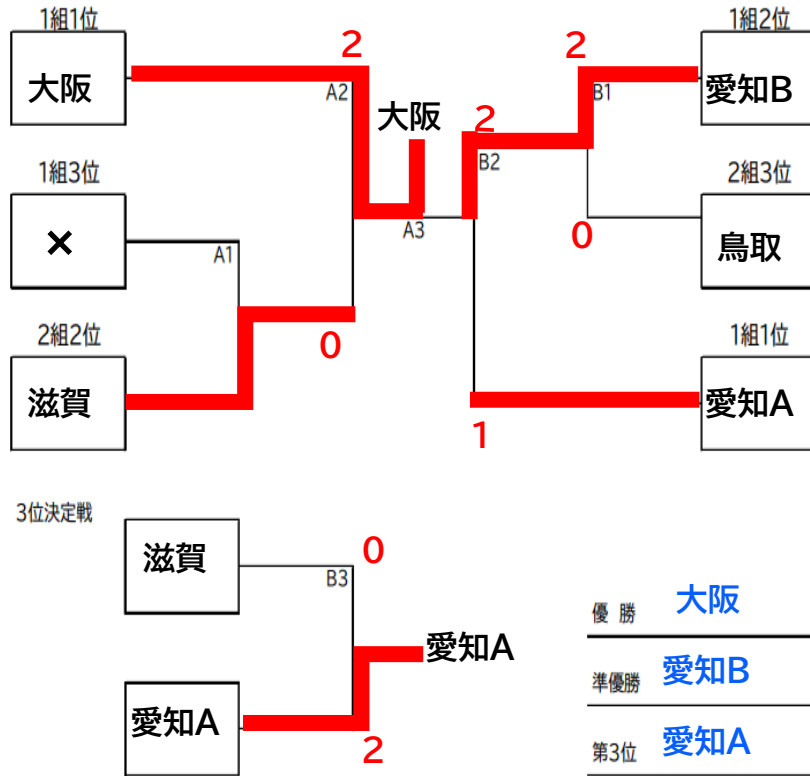 1組1位
大阪
A2
2
大阪
2
2
B1
B2
1組2位
愛知B
1組3位
×
A1
A3
0
2組3位
鳥取
2組2位
滋賀
0
1
1組1位
愛知A
3位決定戦
滋賀
0
B3
愛知A
愛知A
2
優 勝 大阪
準優勝 愛知B
第3位 愛知A